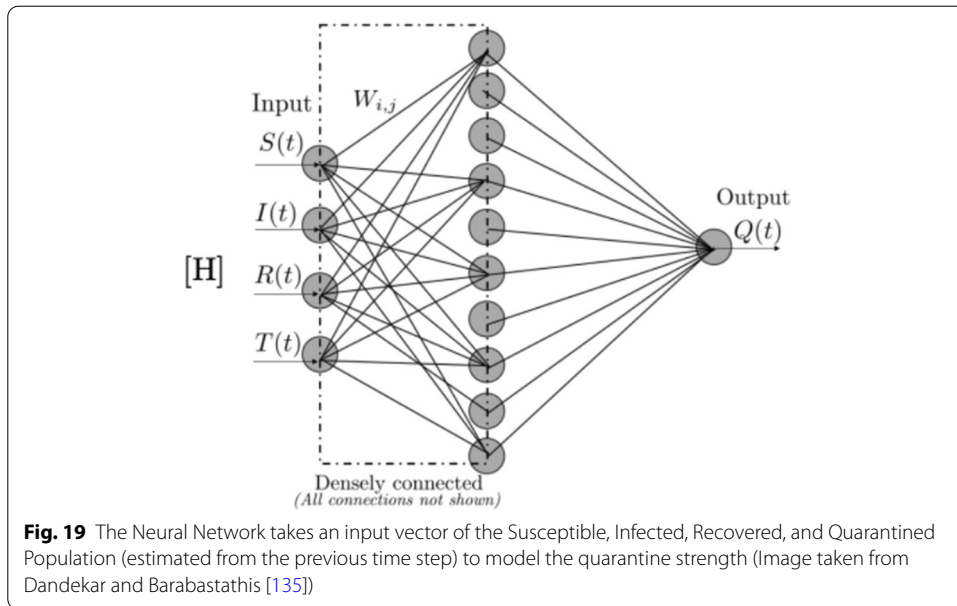 Input
W_{i,j}
S(t)
I(t)
[H]
R(t)
T(t)
Output
Q(t)
Densely connected
(All connections not shown)
Fig. 19 The Neural Network takes an input vector of the Susceptible, Infected, Recovered, and Quarantined
Population (estimated from the previous time step) to model the quarantine strength (Image taken from
Dandekar and Barabastathis [135])